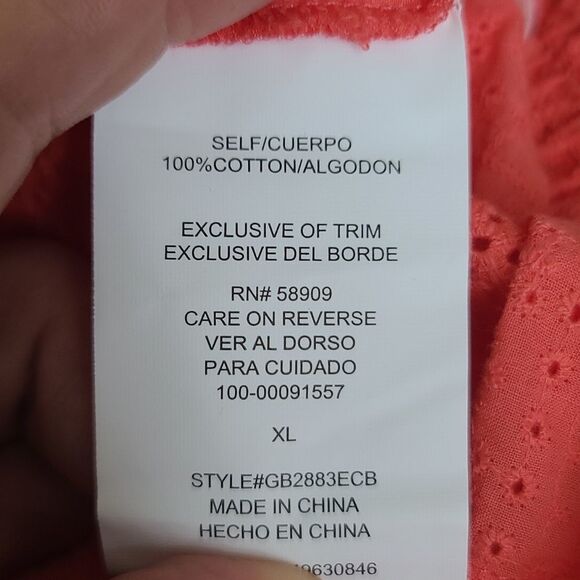 SELF/CUERPO
100%COTTON/ALGODON
EXCLUSIVE OF TRIM
EXCLUSIVE DEL BORDE
RN# 58909
CARE ON REVERSE
VER AL DORSO
PARA CUIDADO
100-00091557
XL
STYLE#GB2883ECB
MADE IN CHINA
HECHO EN CHINA